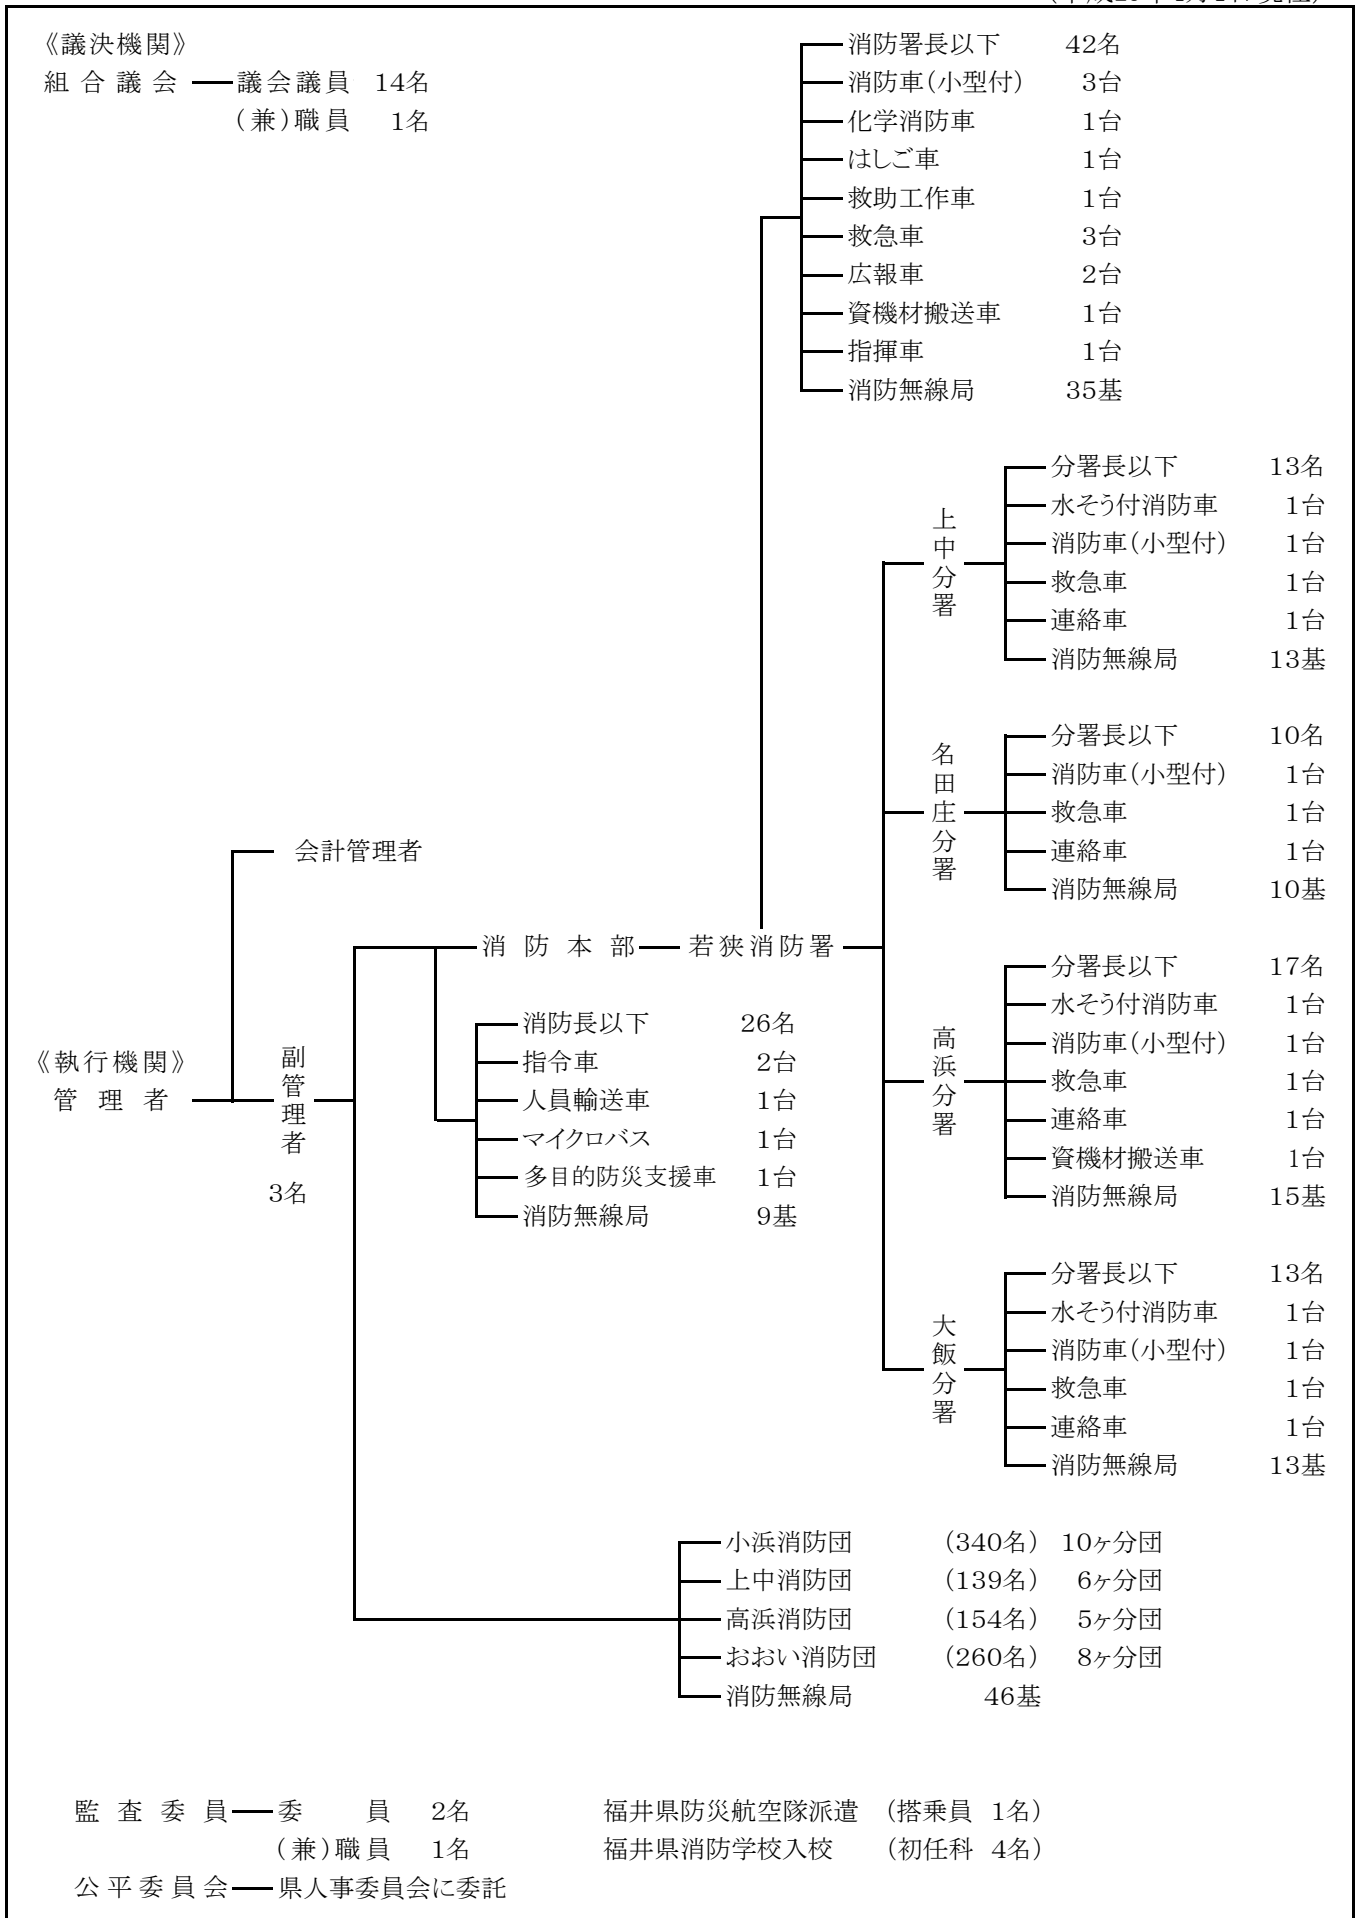 《議決機関》
組合議会 議会議員 14名
(兼)職員 1名
消防署長以下 42名
消防車(小型付) 3台
化学消防車 1台
はしご車 1台
救助工作車 1台
救急車 3台
広報車 2台
資機材搬送車 1台
指揮車 1台
消防無線局 35基
上中分署
分署長以下 13名
水そう付消防車 1台
消防車(小型付) 1台
救急車 1台
連絡車 1台
消防無線局 13基
名田庄分署
分署長以下 10名
消防車(小型付) 1台
救急車 1台
連絡車 1台
消防無線局 10基
会計管理者
消防本部 若狭消防署
《執行機関》
管理者
副管理者
3名
消防長以下 26名
指令車 2台
人員輸送車 1台
マイクロバス 1台
多目的防災支援車 1台
消防無線局 9基
高浜分署
分署長以下 17名
水そう付消防車 1台
消防車(小型付) 1台
救急車 1台
連絡車 1台
資機材搬送車 1台
消防無線局 15基
大飯分署
分署長以下 13名
水そう付消防車 1台
消防車(小型付) 1台
救急車 1台
連絡車 1台
消防無線局 13基
小浜消防団 (340名) 10ヶ分団
上中消防団 (139名) 6ヶ分団
高浜消防団 (154名) 5ヶ分団
おおい消防団 (260名) 8ヶ分団
消防無線局 46基
監査委員 委員 2名
(兼)職員 1名
公平委員会 県人事委員会に委託
福井県防災航空隊派遣 (搭乗員 1名)
福井県消防学校入校 (初任科 4名)